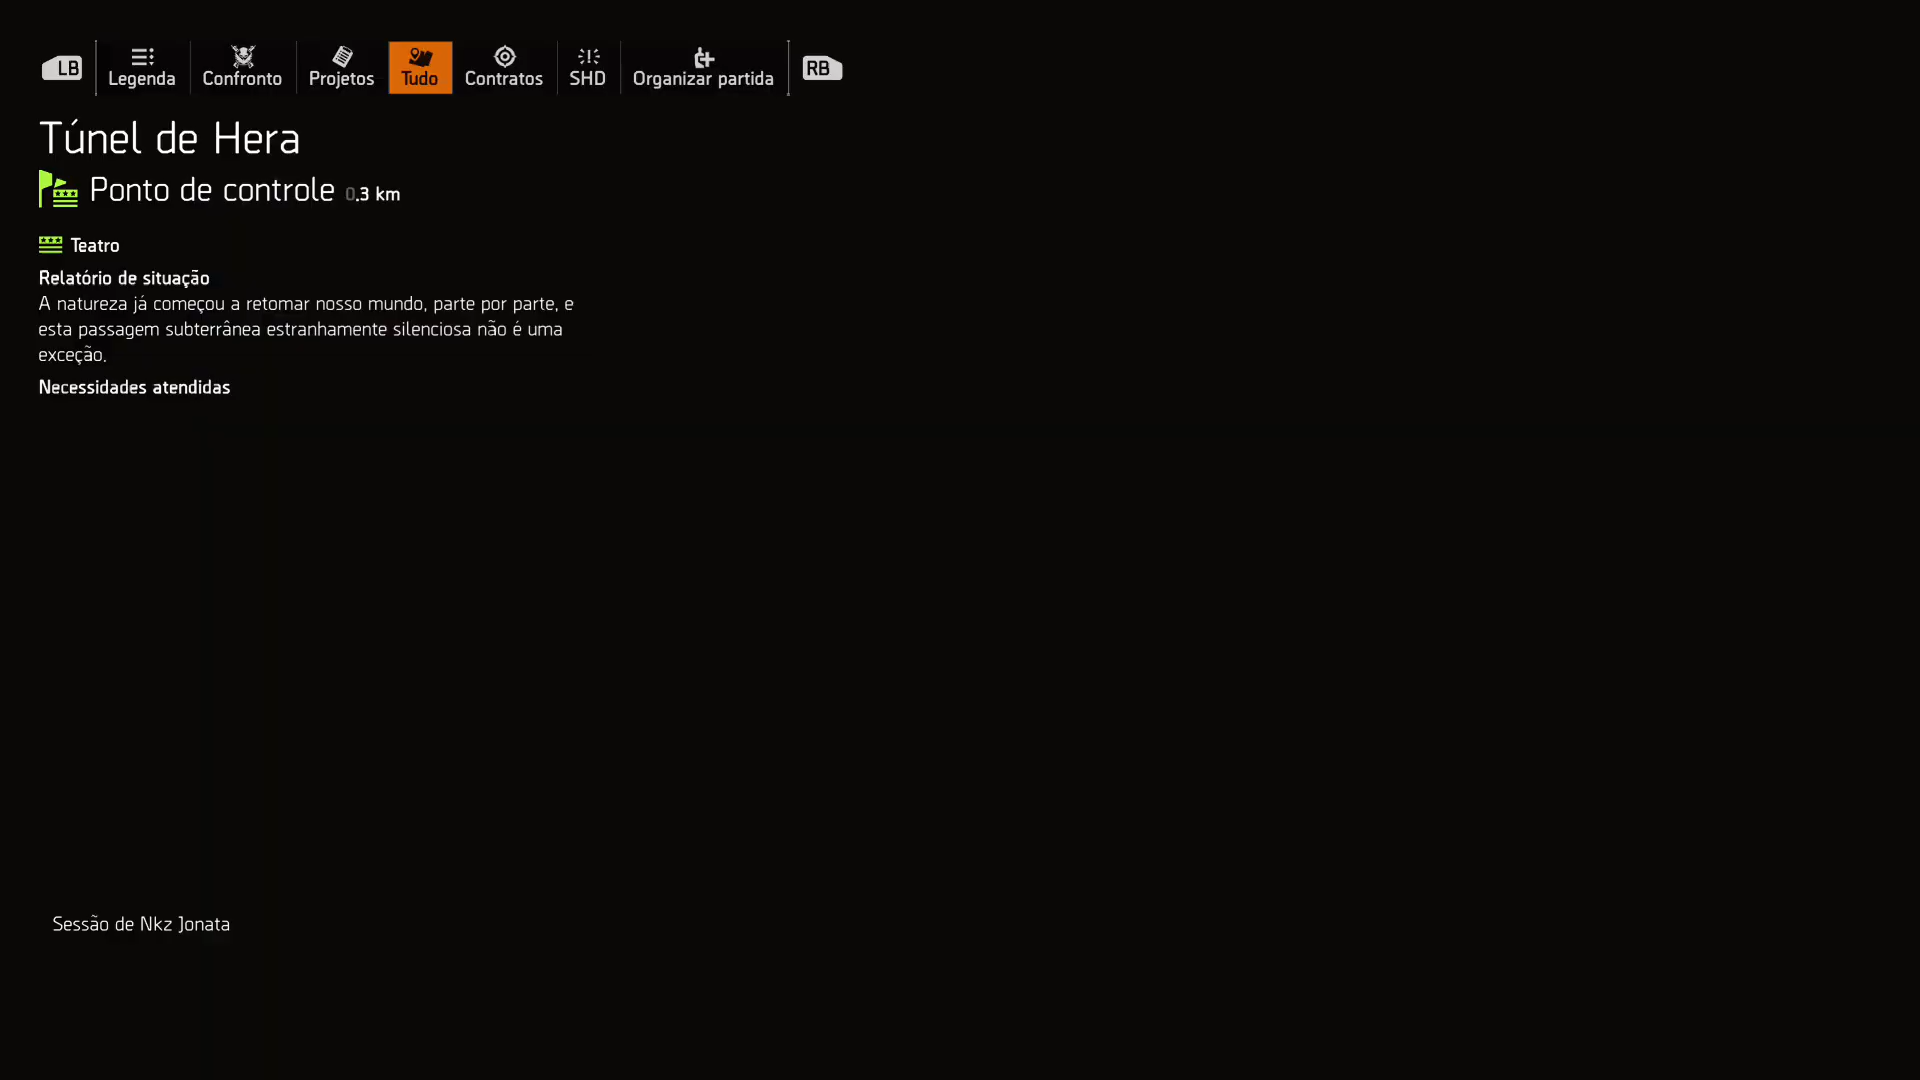 LB
Legenda
Confronto
Projetos
Tudo
Contratos
SHD
Organizar partida
RB
Túnel de Hera
Ponto de controle 0.3 km
Teatro
Relatório de situação
A natureza já começou a retomar nosso mundo, parte por parte, e
esta passagem subterrânea estranhamente silenciosa não é uma
exceção.
Necessidades atendidas
Sessão de Nkz Jonata